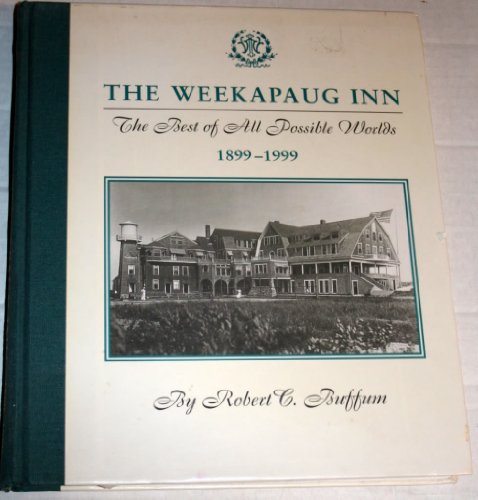 THE WEEKAPAUG INN
The Best of All Possible Worlds
1899–1999
By Robert C. Buffum